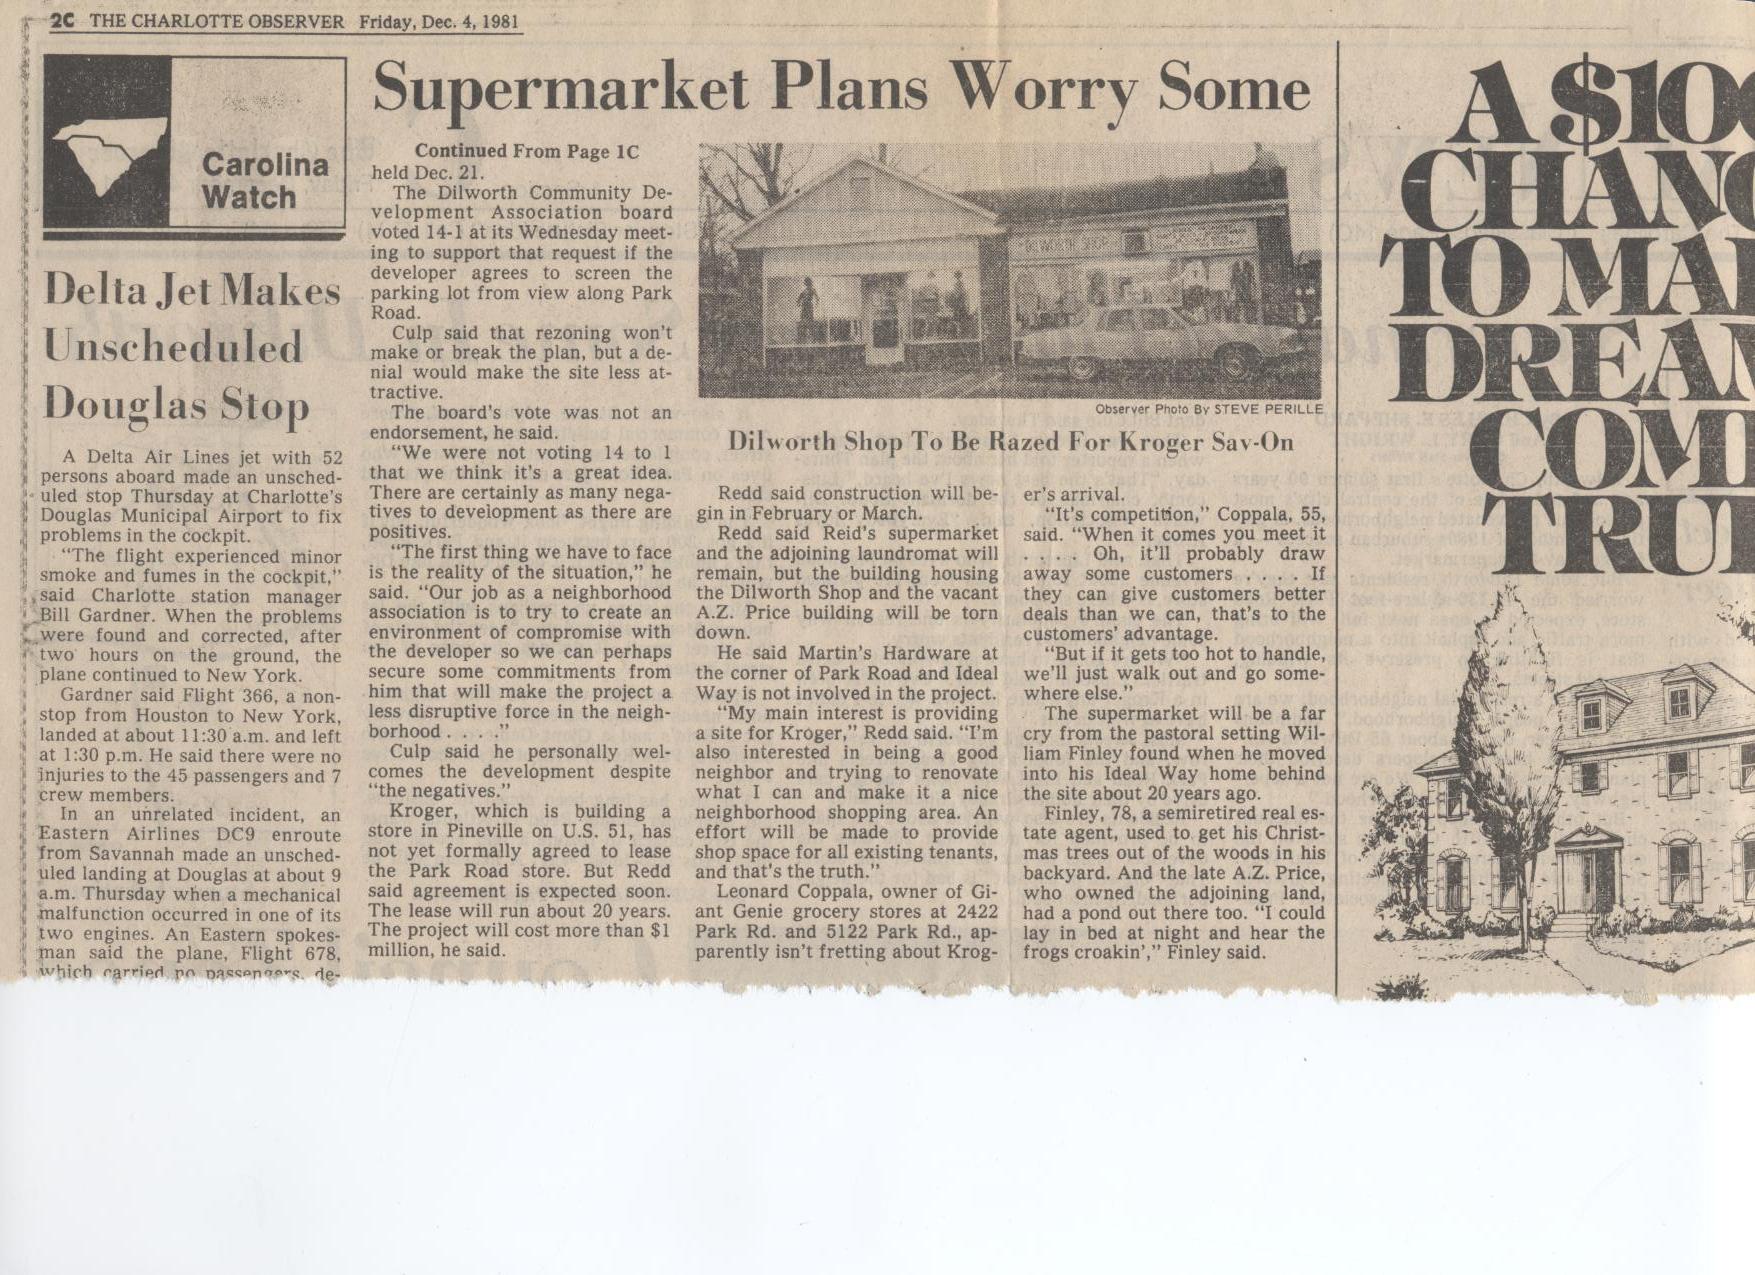 2C THE CHARLOTTE OBSERVER Friday, Dec. 4, 1981
Carolina
Watch
Delta Jet Makes
Unscheduled
Douglas Stop
A Delta Air Lines jet with 52
persons aboard made an unsched-
uled stop Thursday at Charlotte's
Douglas Municipal Airport to fix
problems in the cockpit.
"The flight experienced minor
smoke and fumes in the cockpit,"
said Charlotte station manager
Bill Gardner. When the problems
were found and corrected, after
two hours on the ground, the
plane continued to New York.
Gardner said Flight 366, a non-
stop from Houston to New York,
landed at about 11:30 a.m. and left
at 1:30 p.m. He said there were no
injuries to the 45 passengers and 7
crew members.
In an unrelated incident, an
Eastern Airlines DC9 enroute
from Savannah made an unsched-
uled landing at Douglas at about 9
a.m. Thursday when a mechanical
malfunction occurred in one of its
two engines. An Eastern spokes-
man said the plane, Flight 678,
which carried no passengers, de-
Supermarket Plans Worry Some
Continued From Page 1C
held Dec. 21.
The Dilworth Community De-
velopment Association board
voted 14-1 at its Wednesday meet-
ing to support that request if the
developer agrees to screen the
parking lot from view along Park
Road.
Culp said that rezoning won't
make or break the plan, but a de-
nial would make the site less at-
tractive.
The board's vote was not an
endorsement, he said.
"We were not voting 14 to 1
that we think it's a great idea.
There are certainly as many nega-
tives to development as there are
positives.
"The first thing we have to face
is the reality of the situation," he
said. "Our job as a neighborhood
association is to try to create an
environment of compromise with
the developer so we can perhaps
secure some commitments from
him that will make the project a
less disruptive force in the neigh-
borhood . . . ."
Culp said he personally wel-
comes the development despite
"the negatives."
Kroger, which is building a
store in Pineville on U.S. 51, has
not yet formally agreed to lease
the Park Road store. But Redd
said agreement is expected soon.
The lease will run about 20 years.
The project will cost more than $1
million, he said.
DILWORTH SHOP
Observer Photo By STEVE PERILLE
Dilworth Shop To Be Razed For Kroger Sav-On
Redd said construction will be-
gin in February or March.
Redd said Reid's supermarket
and the adjoining laundromat will
remain, but the building housing
the Dilworth Shop and the vacant
A.Z. Price building will be torn
down.
He said Martin's Hardware at
the corner of Park Road and Ideal
Way is not involved in the project.
"My main interest is providing
a site for Kroger," Redd said. "I'm
also interested in being a good
neighbor and trying to renovate
what I can and make it a nice
neighborhood shopping area. An
effort will be made to provide
shop space for all existing tenants,
and that's the truth."
Leonard Coppala, owner of Gi-
ant Genie grocery stores at 2422
Park Rd. and 5122 Park Rd., ap-
parently isn't fretting about Krog-
er's arrival.
"It's competition," Coppala, 55,
said. "When it comes you meet it
. . . . Oh, it'll probably draw
away some customers . . . . If
they can give customers better
deals than we can, that's to the
customers' advantage.
"But if it gets too hot to handle,
we'll just walk out and go some-
where else."
The supermarket will be a far
cry from the pastoral setting Wil-
liam Finley found when he moved
into his Ideal Way home behind
the site about 20 years ago.
Finley, 78, a semiretired real es-
tate agent, used to get his Christ-
mas trees out of the woods in his
backyard. And the late A.Z. Price,
who owned the adjoining land,
had a pond out there too. "I could
lay in bed at night and hear the
frogs croakin'," Finley said.
A $100
CHANC
TO MA
DREAM
COM
TRU